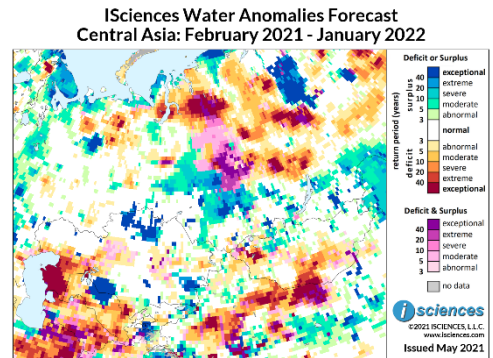 ISciences Water Anomalies Forecast
Central Asia: February 2021 - January 2022
Deficit or Surplus
return period (years)
surplus
deficit
40
20
10
5
3
5
10
20
40
exceptional
extreme
severe
moderate
abnormal
normal
abnormal
moderate
severe
extreme
exceptional
Deficit & Surplus
40
20
10
5
3
exceptional
extreme
severe
moderate
abnormal
no data
i sciences
©2021 ISCIENCES, L.L.C.
www.isciences.com
Issued May 2021